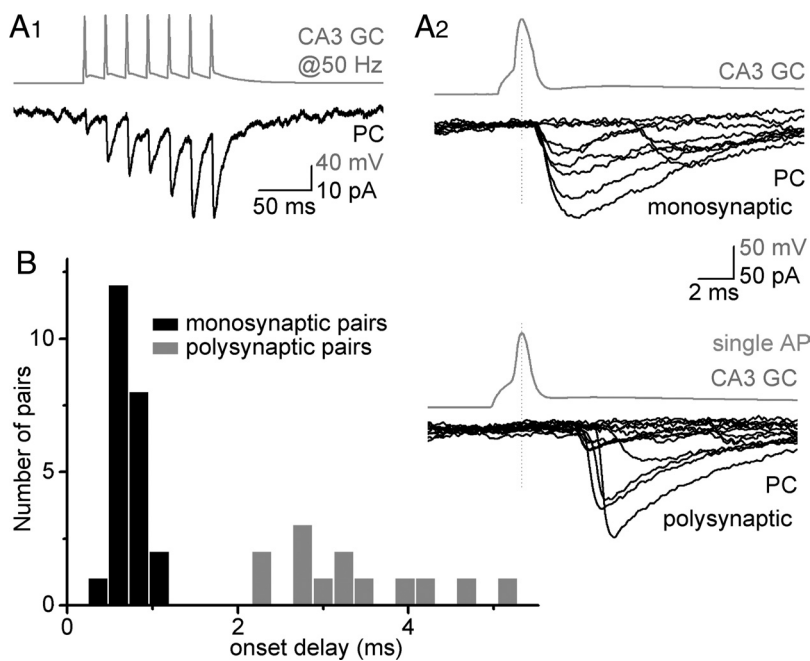 A1
CA3 GC
@50 Hz
PC
40 mV
10 pA
50 ms
A2
CA3 GC
PC
monosynaptic
50 mV
50 pA
2 ms
single AP
CA3 GC
PC
polysynaptic
B
monosynaptic pairs
polysynaptic pairs
Number of pairs
10
5
0
0 2 4
onset delay (ms)